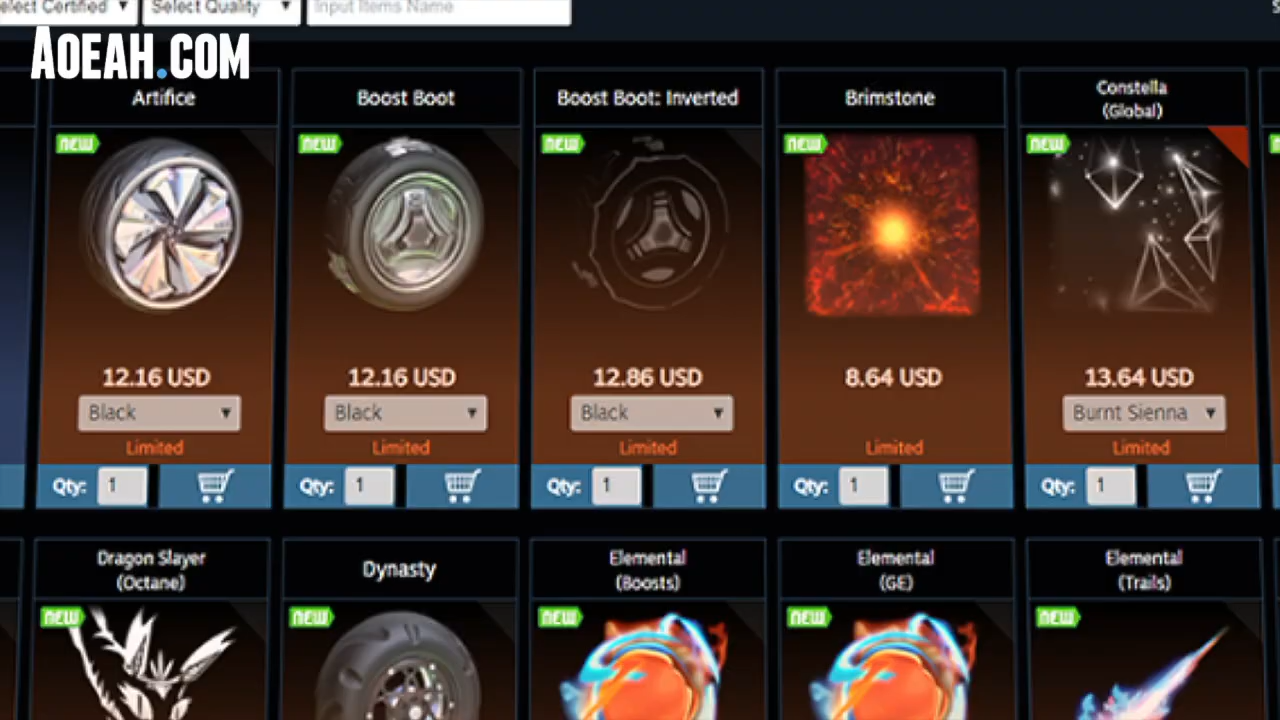 elect Certified ▼
Select Quality ▼
Input Items Name
AOEAH.COM
Artifice
Boost Boot
Boost Boot: Inverted
Brimstone
Constella
(Global)
NEW
NEW
NEW
NEW
NEW
12.16 USD
12.16 USD
12.86 USD
8.64 USD
13.64 USD
Black ▼
Black ▼
Black ▼
Burnt Sienna ▼
Limited
Limited
Limited
Limited
Limited
Qty: 1
Qty: 1
Qty: 1
Qty: 1
Qty: 1
Dragon Slayer
(Octane)
Dynasty
Elemental
(Boosts)
Elemental
(GE)
Elemental
(Trails)
NEW
NEW
NEW
NEW
NEW